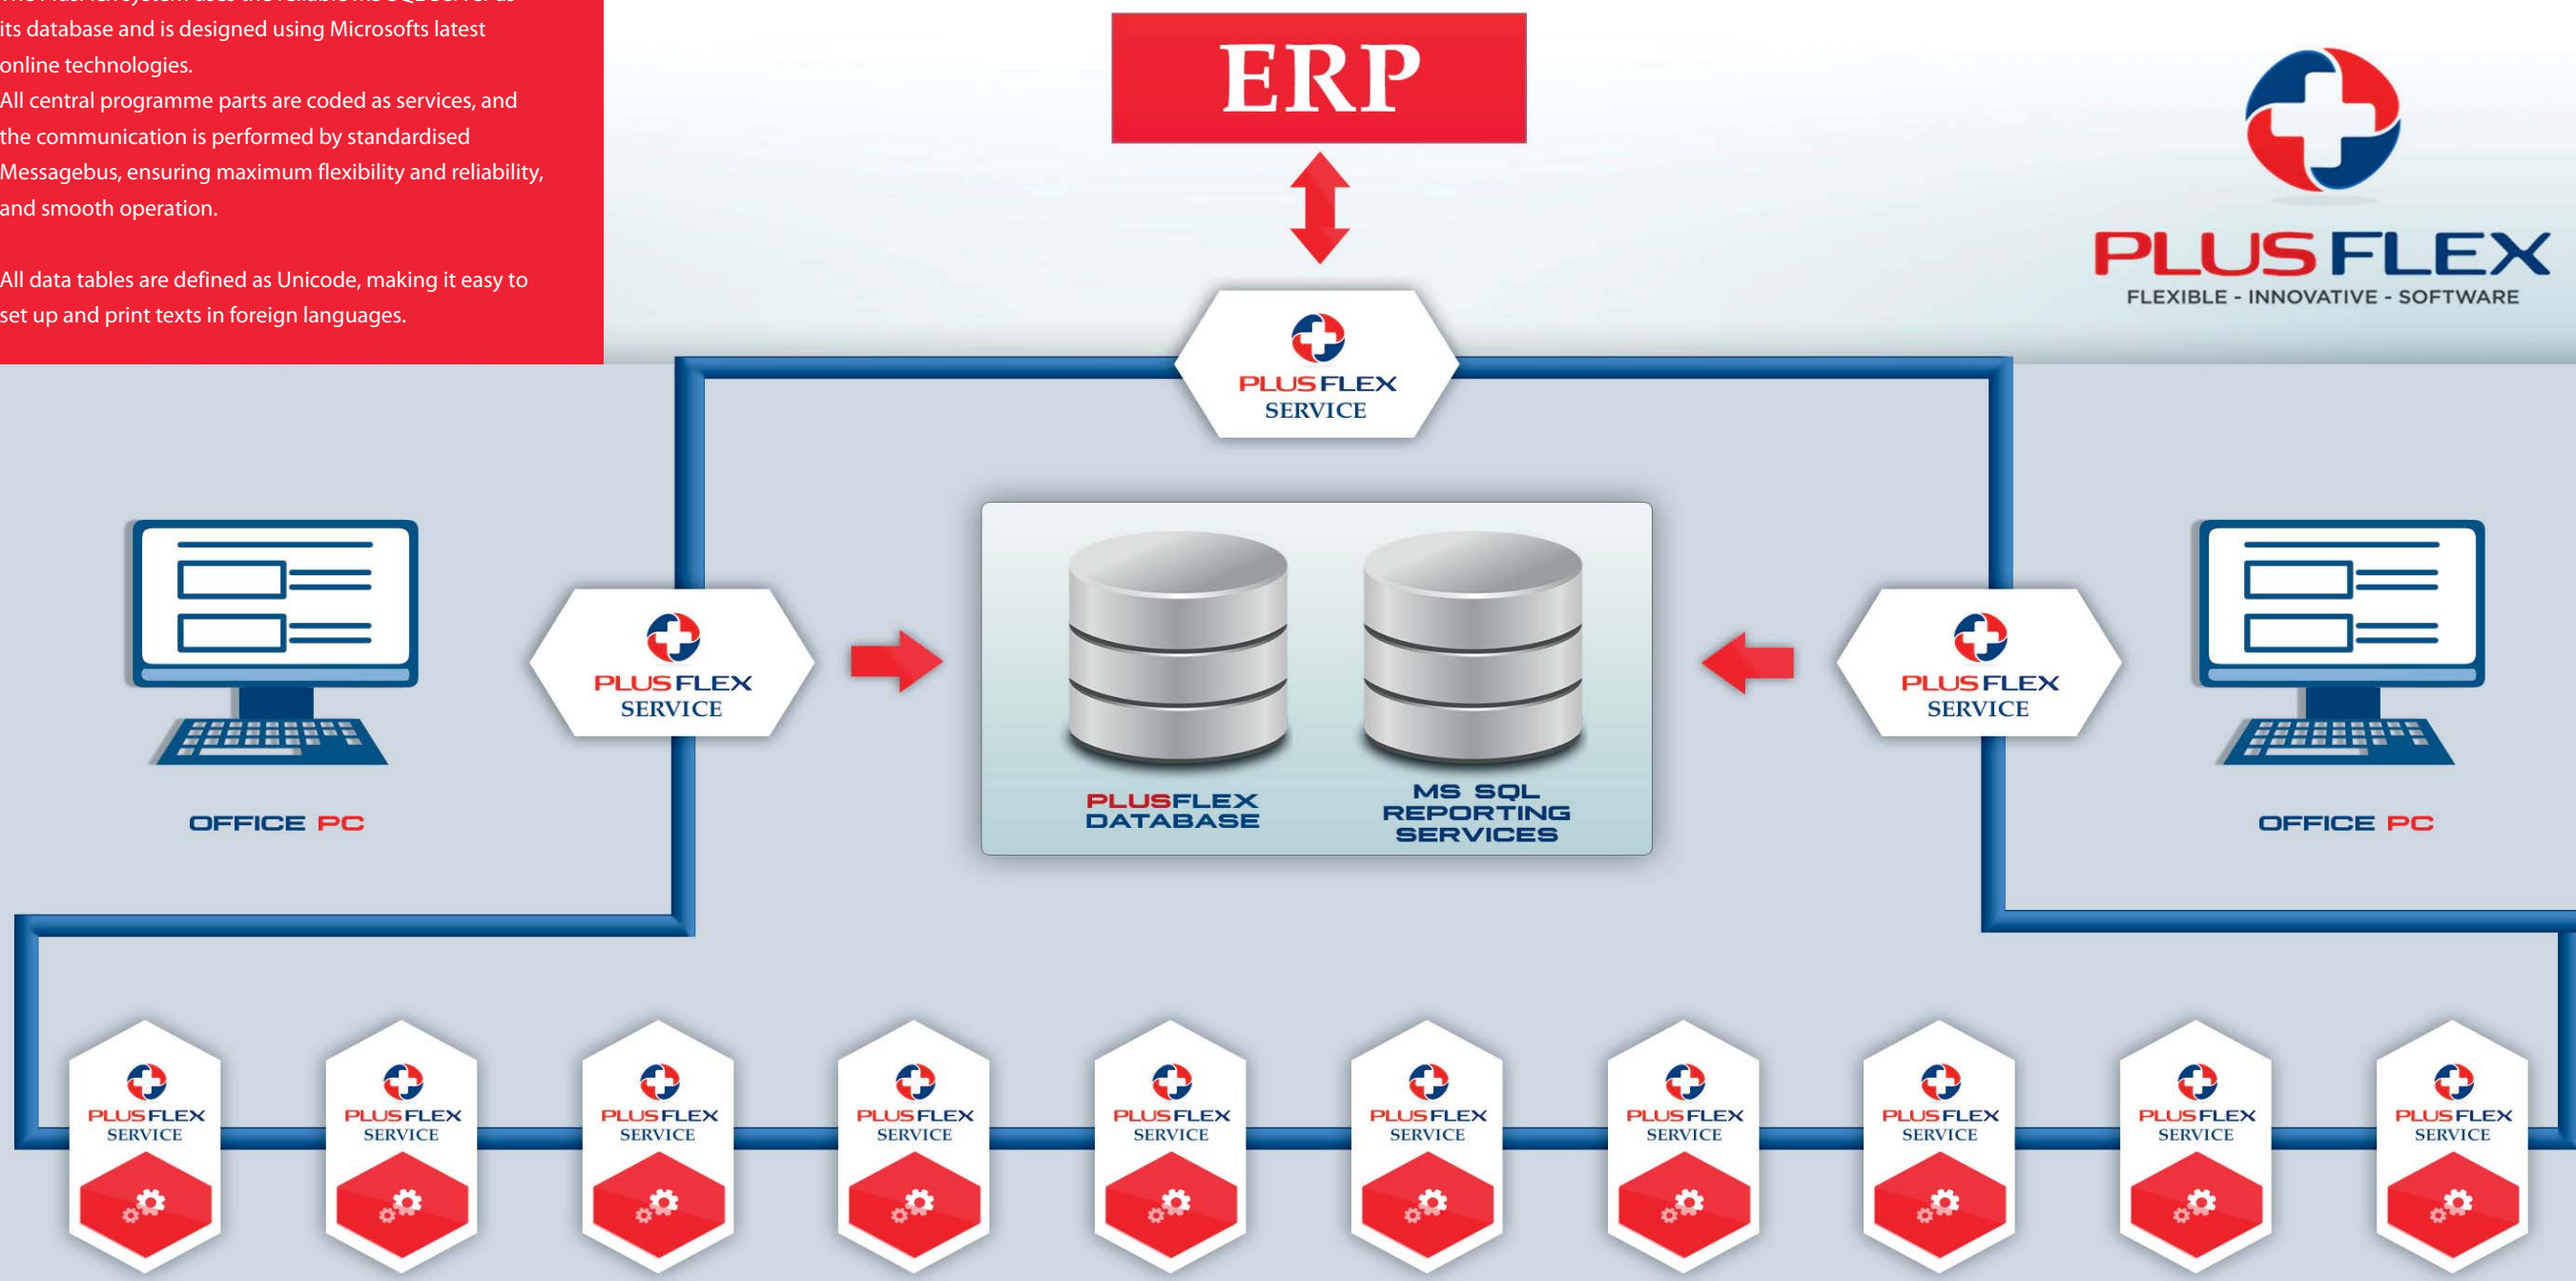 its database and is designed using Microsofts latest
online technologies.
All central programme parts are coded as services, and
the communication is performed by standardised
Messagebus, ensuring maximum flexibility and reliability,
and smooth operation.
All data tables are defined as Unicode, making it easy to
set up and print texts in foreign languages.
ERP
PLUSFLEX
FLEXIBLE - INNOVATIVE - SOFTWARE
PLUSFLEX
SERVICE
PLUSFLEX
SERVICE
PLUSFLEX
SERVICE
OFFICE PC
PLUSFLEX
DATABASE
MS SQL
REPORTING
SERVICES
OFFICE PC
PLUSFLEX
SERVICE
PLUSFLEX
SERVICE
PLUSFLEX
SERVICE
PLUSFLEX
SERVICE
PLUSFLEX
SERVICE
PLUSFLEX
SERVICE
PLUSFLEX
SERVICE
PLUSFLEX
SERVICE
PLUSFLEX
SERVICE
PLUSFLEX
SERVICE